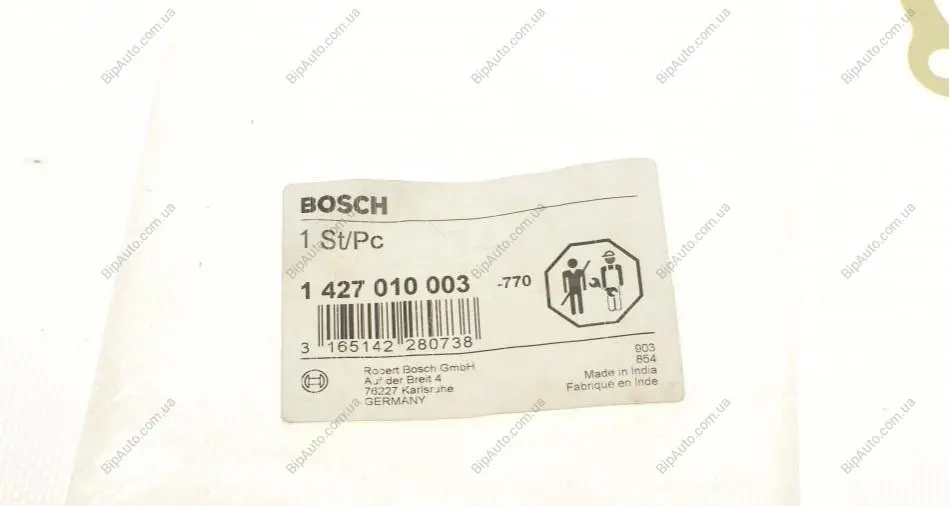 BOSCH
1 St/Pc
1 427 010 003 -770
3 165142 280738
903
854
Robert Bosch GmbH
Auf der Breit 4
76227 Karlsruhe
GERMANY
Made in India
Fabriqué en Inde
BipAuto.com.ua